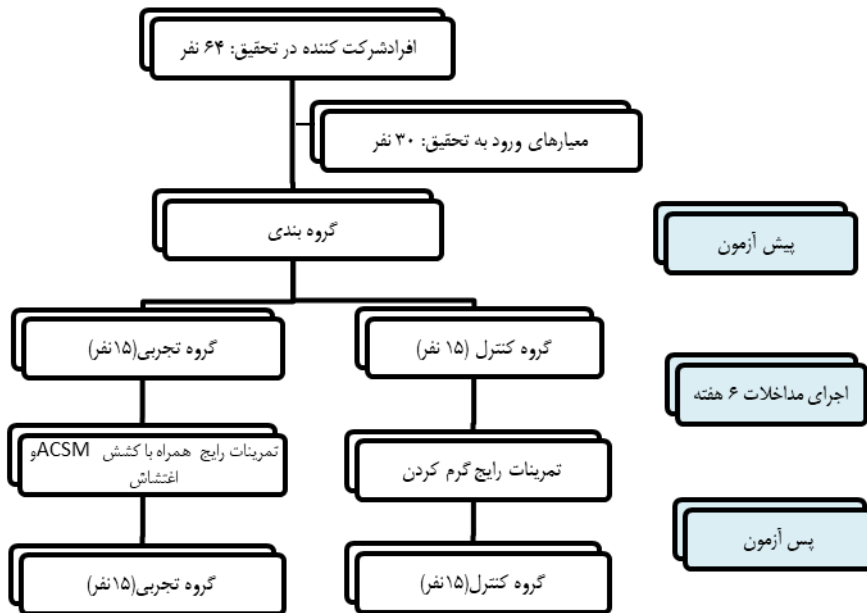 افرادشرکت کننده در تحقیق: ۶۴ نفر
معیارهای ورود به تحقیق: ۳۰ نفر
گروه بندی
پیش آزمون
گروه کنترل (۱۵ نفر)
گروه تجربی(۱۵نفر)
اجرای مداخلات ۶ هفته
تمرینات رایج گرم کردن
تمرینات رایج همراه با کشش ACSMو
اغتشاش
پس آزمون
گروه کنترل(۱۵نفر)
گروه تجربی(۱۵نفر)